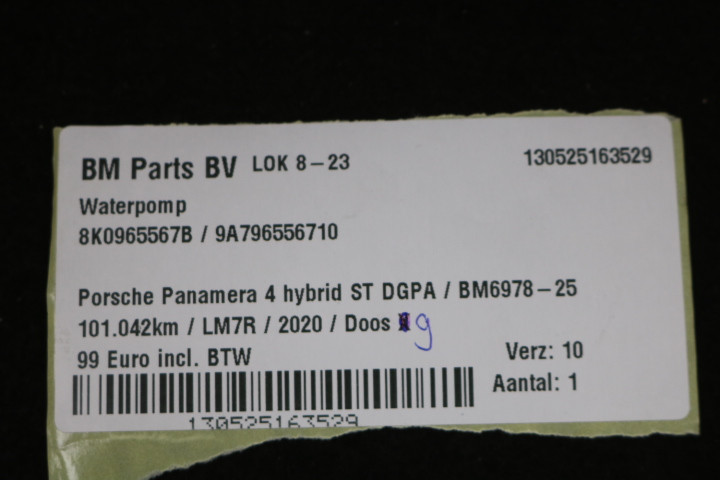 BM Parts BV LOK 8-23 130525163529
Waterpomp
8K0965567B / 9A796556710
Porsche Panamera 4 hybrid ST DGPA / BM6978-25
101.042km / LM7R / 2020 / Doos 9
99 Euro incl. BTW Verz: 10
Aantal: 1
130525163529